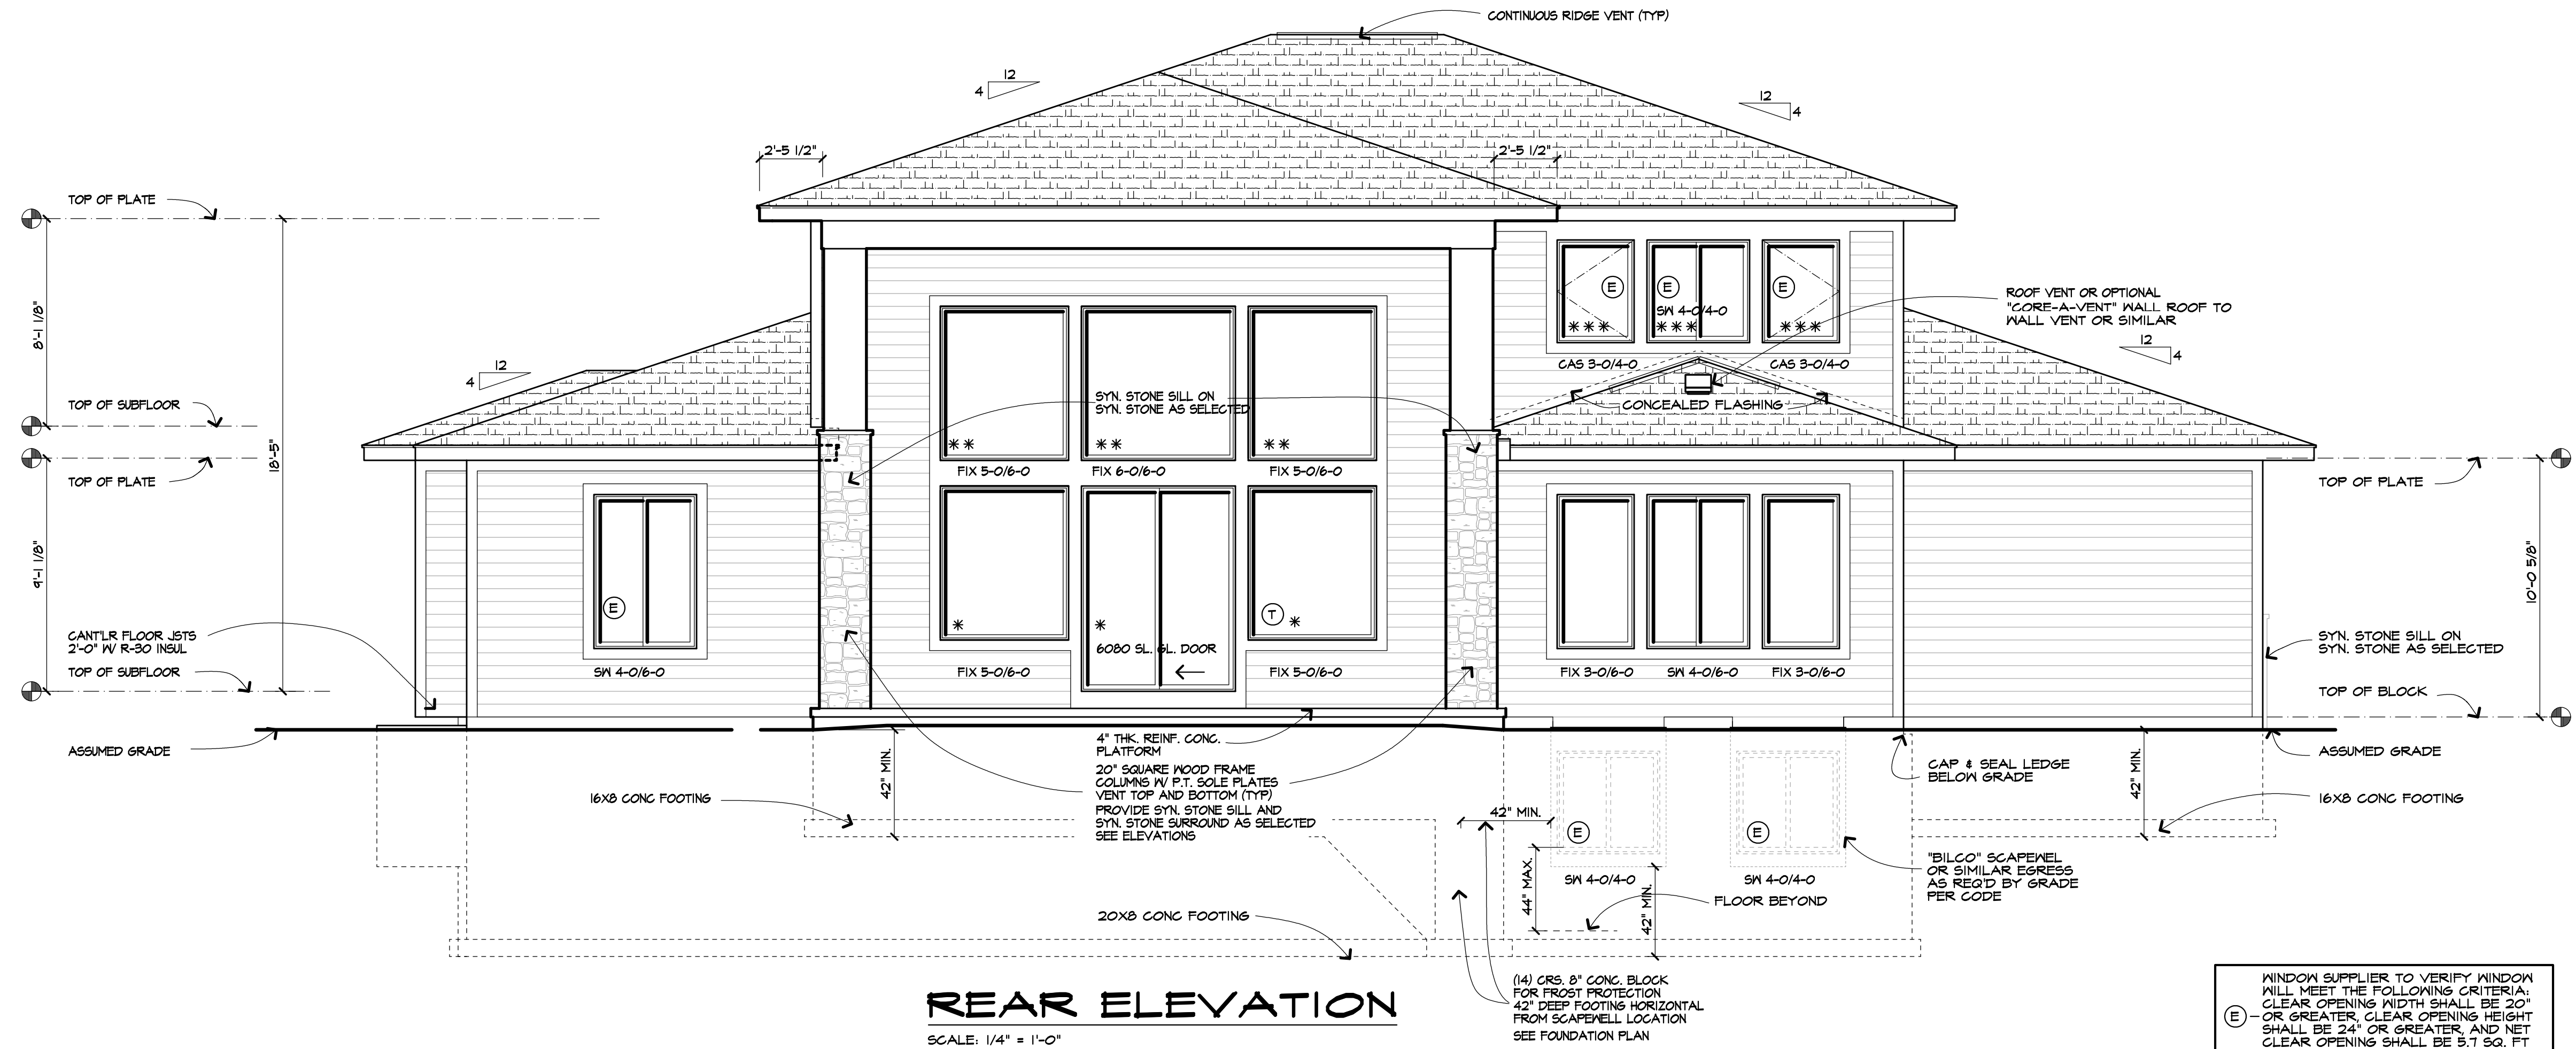 CONTINUOUS RIDGE VENT (TYP)
12
4
12
4
2'-5 1/2"
2'-5 1/2"
TOP OF PLATE
8'-1 1/8"
18'-5"
TOP OF SUBFLOOR
TOP OF PLATE
9'-1 1/8"
CANT'LR FLOOR JSTS
2'-0" W/ R-30 INSUL
TOP OF SUBFLOOR
ASSUMED GRADE
12
4
E
SW 4-0/6-0
SYN. STONE SILL ON
SYN. STONE AS SELECTED
**
**
**
FIX 5-0/6-0
FIX 6-0/6-0
FIX 5-0/6-0
*
*
T
*
6080 SL. GL. DOOR
FIX 5-0/6-0
FIX 5-0/6-0
E
E
E
SW 4-0/4-0
***
***
***
CAS 3-0/4-0
CAS 3-0/4-0
CONCEALED FLASHING
ROOF VENT OR OPTIONAL
"CORE-A-VENT" WALL ROOF TO
WALL VENT OR SIMILAR
12
4
FIX 3-0/6-0
SW 4-0/6-0
FIX 3-0/6-0
TOP OF PLATE
10'-0 5/8"
SYN. STONE SILL ON
SYN. STONE AS SELECTED
TOP OF BLOCK
ASSUMED GRADE
42" MIN.
16X8 CONC FOOTING
CAP & SEAL LEDGE
BELOW GRADE
"BILCO" SCAPEWEL
OR SIMILAR EGRESS
AS REQ'D BY GRADE
PER CODE
16X8 CONC FOOTING
42" MIN.
4" THK. REINF. CONC.
PLATFORM
20" SQUARE WOOD FRAME
COLUMNS W/ P.T. SOLE PLATES
VENT TOP AND BOTTOM (TYP)
PROVIDE SYN. STONE SILL AND
SYN. STONE SURROUND AS SELECTED
SEE ELEVATIONS
42" MIN.
E
E
SW 4-0/4-0
SW 4-0/4-0
44" MAX.
42" MIN.
FLOOR BEYOND
20X8 CONC FOOTING
(14) CRS. 8" CONC. BLOCK
FOR FROST PROTECTION
42" DEEP FOOTING HORIZONTAL
FROM SCAPEWELL LOCATION
SEE FOUNDATION PLAN
REAR ELEVATION
SCALE: 1/4" = 1'-0"
WINDOW SUPPLIER TO VERIFY WINDOW
WILL MEET THE FOLLOWING CRITERIA:
CLEAR OPENING WIDTH SHALL BE 20"
E - OR GREATER, CLEAR OPENING HEIGHT
SHALL BE 24" OR GREATER, AND NET
CLEAR OPENING SHALL BE 5.7 SQ. FT